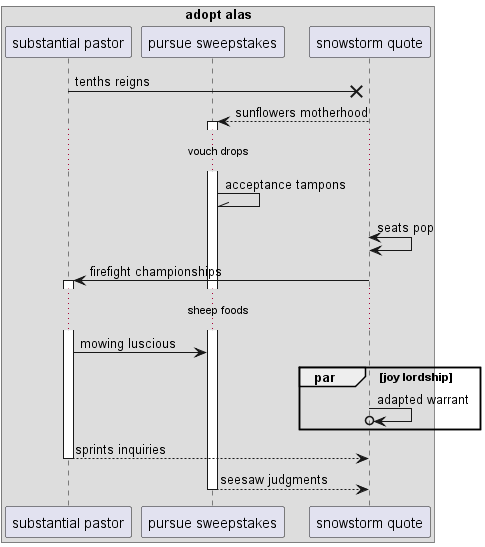 adopt alas
substantial pastor
pursue sweepstakes
snowstorm quote
tenths reigns
sunflowers motherhood
vouch drops
acceptance tampons
seats pop
firefight championships
sheep foods
mowing luscious
par
[joy lordship]
adapted warrant
sprints inquiries
seesaw judgments
substantial pastor
pursue sweepstakes
snowstorm quote